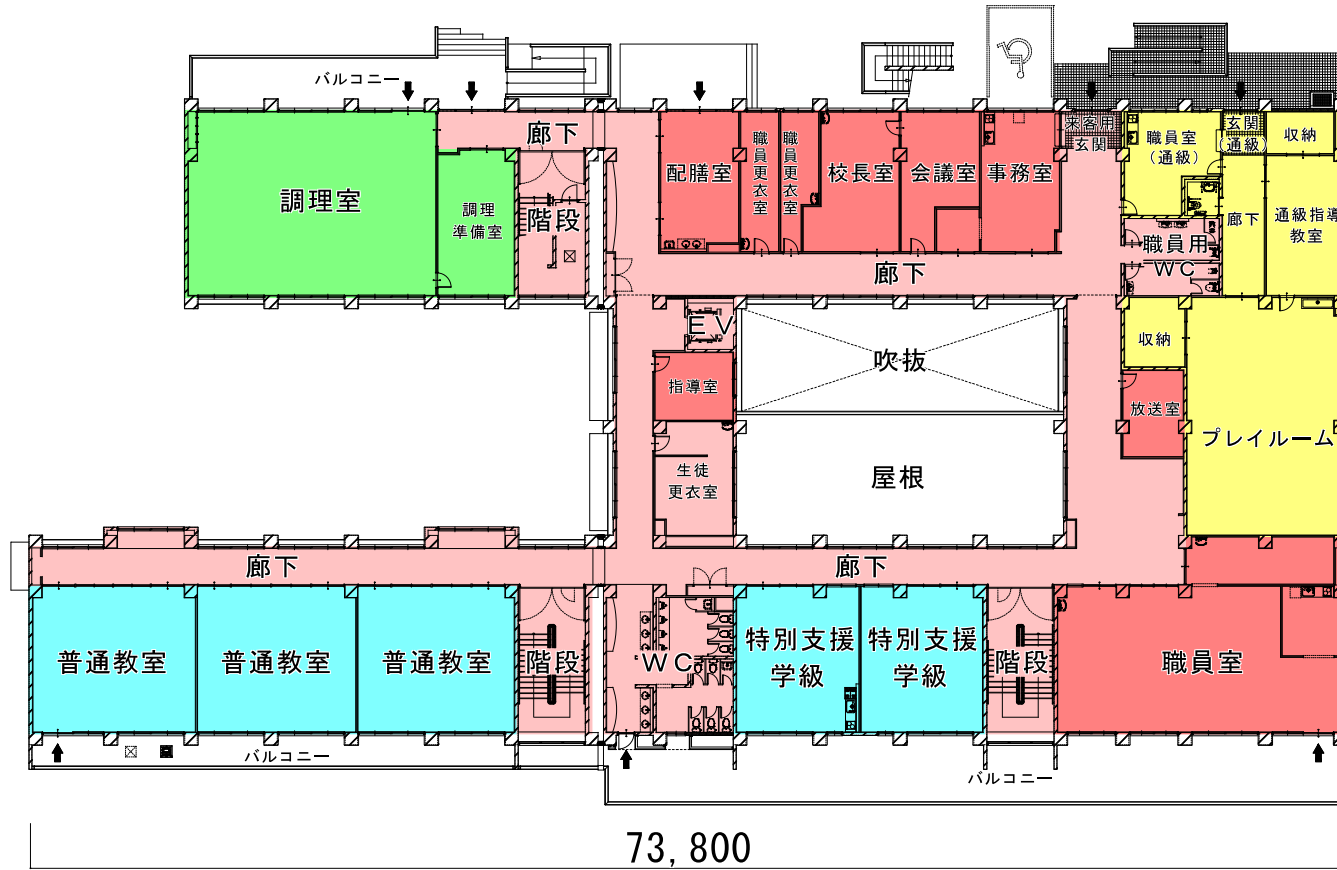 バルコニー
廊下
調理室
調理
準備室
階段
配膳室
職員更衣室
職員更衣室
校長室
会議室
事務室
来客用
玄関
職員室
(通級)
玄関
(通級)
収納
廊下
通級指導
教室
職員用
WC
廊下
EV
吹抜
収納
指導室
放送室
プレイルーム
生徒
更衣室
屋根
廊下
廊下
普通教室
普通教室
普通教室
階段
WC
特別支援
学級
特別支援
学級
階段
職員室
バルコニー
バルコニー
73,800